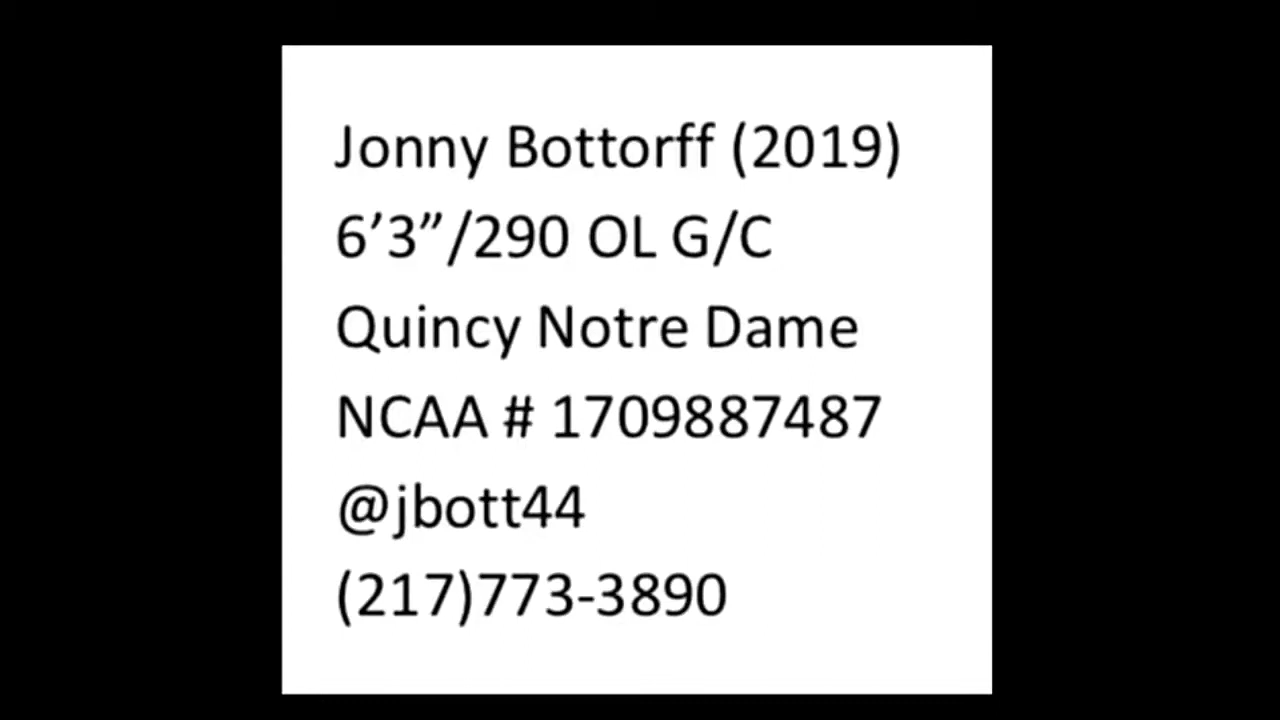 Jonny Bottorff (2019)
6’3”/290 OL G/C
Quincy Notre Dame
NCAA # 1709887487
@jbott44
(217)773-3890